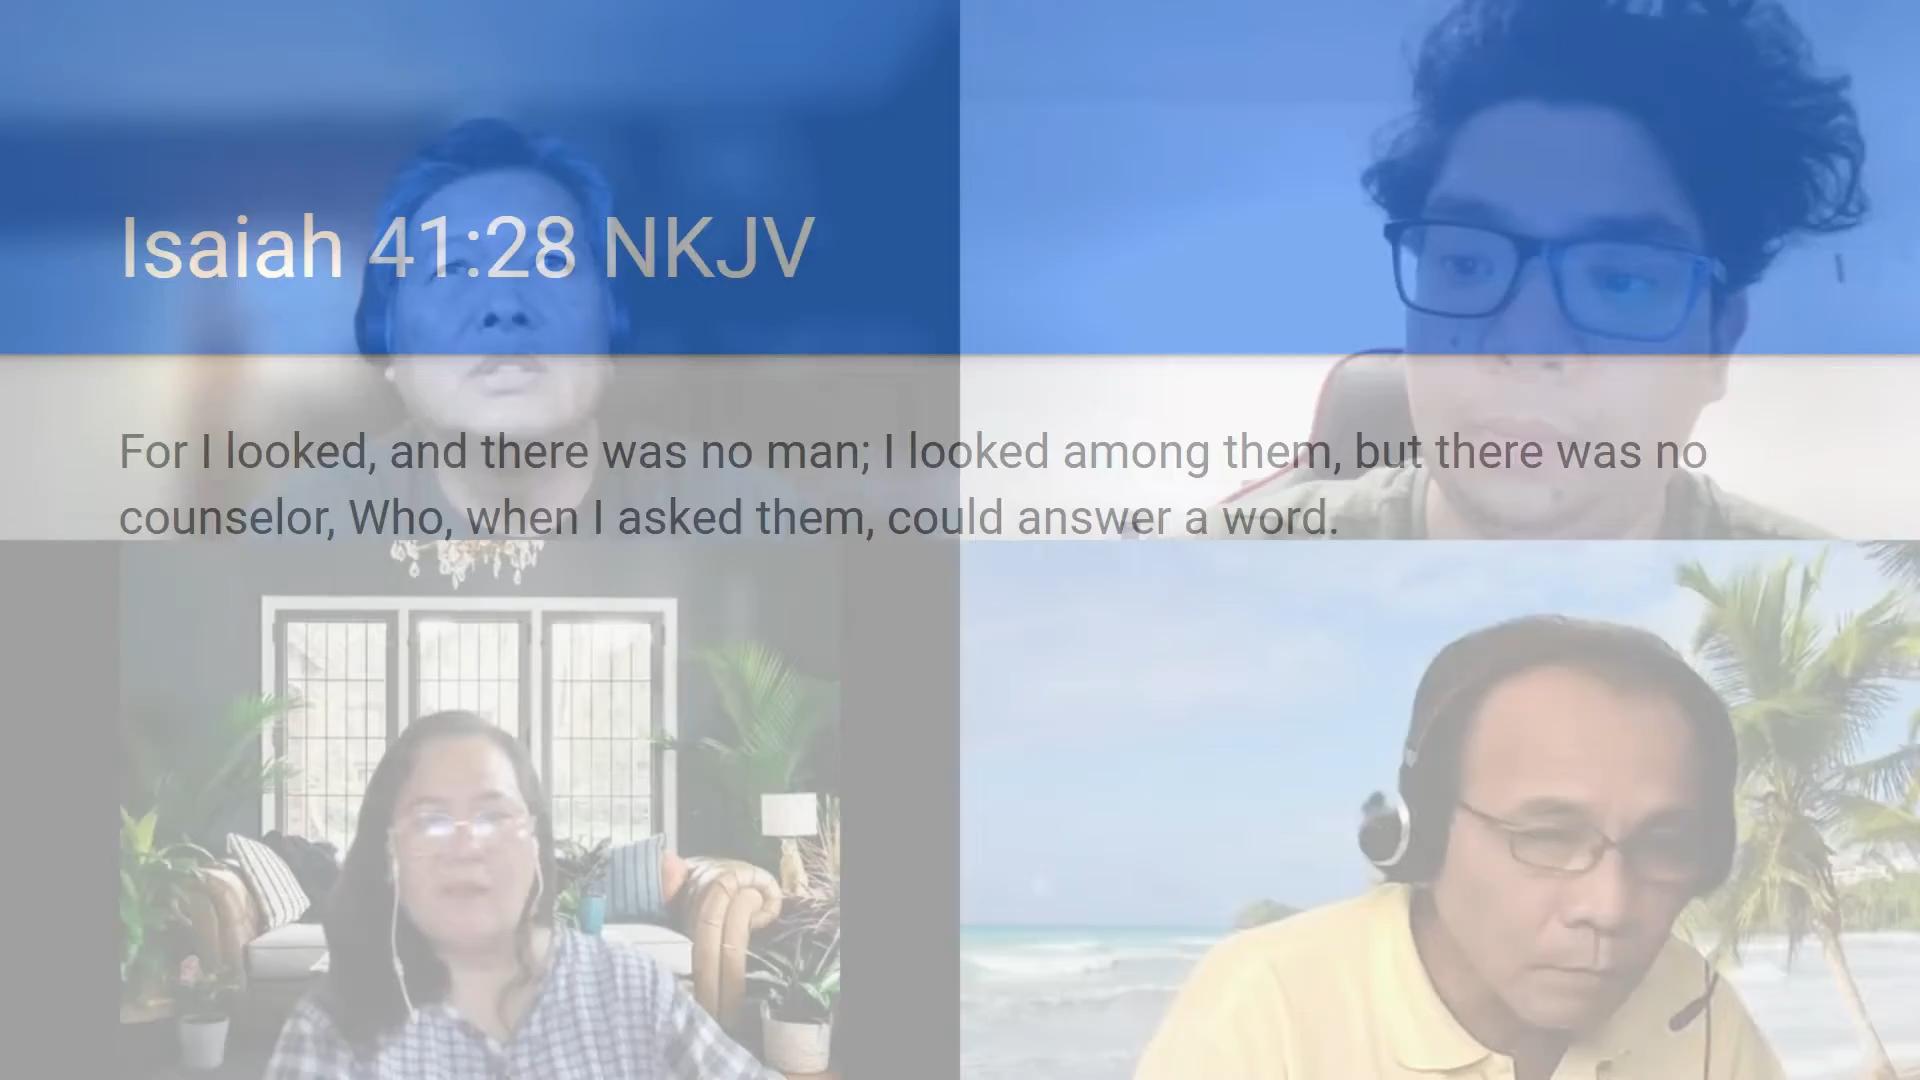 Isaiah 41:28 NKJV
For I looked, and there was no man; I looked among them, but there was no
counselor, Who, when I asked them, could answer a word.